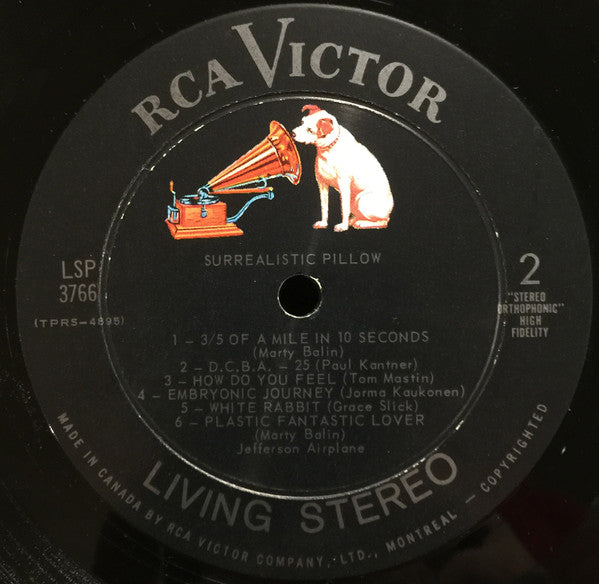 RCA VICTOR
SURREALISTIC PILLOW
LSP
3766
(TPRS-4895)
2
"STEREO
ORTHOPHONIC"
HIGH
FIDELITY
1 – 3/5 OF A MILE IN 10 SECONDS
(Marty Balin)
2 – D.C.B.A. – 25 (Paul Kantner)
3 – HOW DO YOU FEEL (Tom Mastin)
4 – EMBRYONIC JOURNEY (Jorma Kaukonen)
5 – WHITE RABBIT (Grace Slick)
6 – PLASTIC FANTASTIC LOVER
(Marty Balin)
Jefferson Airplane
LIVING STEREO
MADE IN CANADA BY RCA VICTOR COMPANY, LTD., MONTREAL – COPYRIGHTED